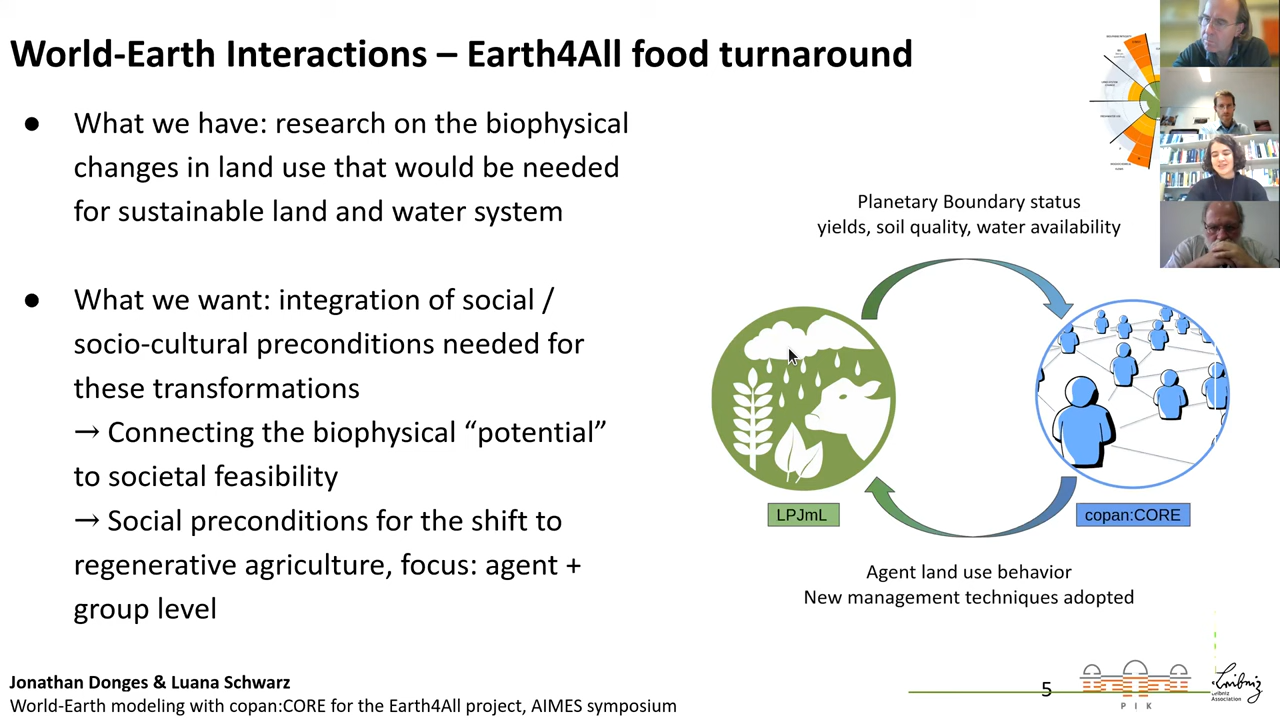 World-Earth Interactions – Earth4All food turnaround
● What we have: research on the biophysical
changes in land use that would be needed
for sustainable land and water system
● What we want: integration of social /
socio-cultural preconditions needed for
these transformations
→ Connecting the biophysical “potential”
to societal feasibility
→ Social preconditions for the shift to
regenerative agriculture, focus: agent +
group level
Planetary Boundary status
yields, soil quality, water availability
LPJmL
copan:CORE
Agent land use behavior
New management techniques adopted
Jonathan Donges & Luana Schwarz
World-Earth modeling with copan:CORE for the Earth4All project, AIMES symposium
5
P I K
Leibniz
Leibniz
Association